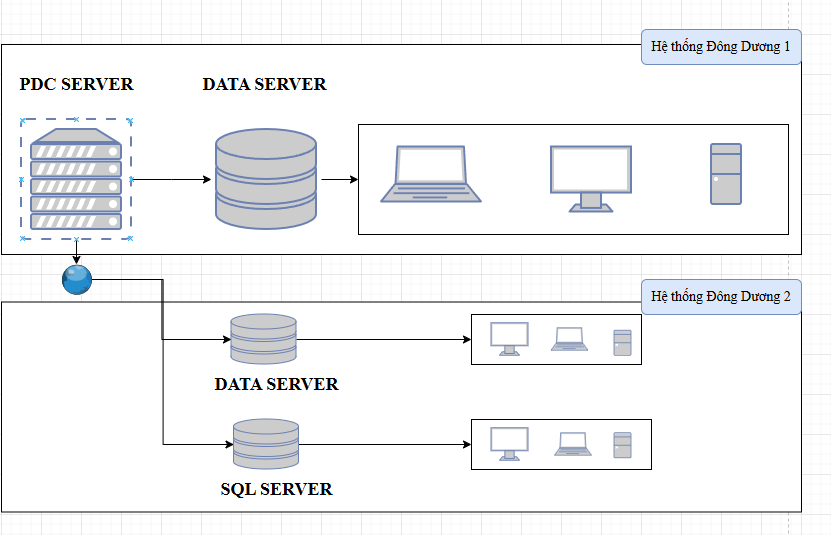 Hệ thống Đông Dương 1
PDC SERVER
DATA SERVER
Hệ thống Đông Dương 2
DATA SERVER
SQL SERVER